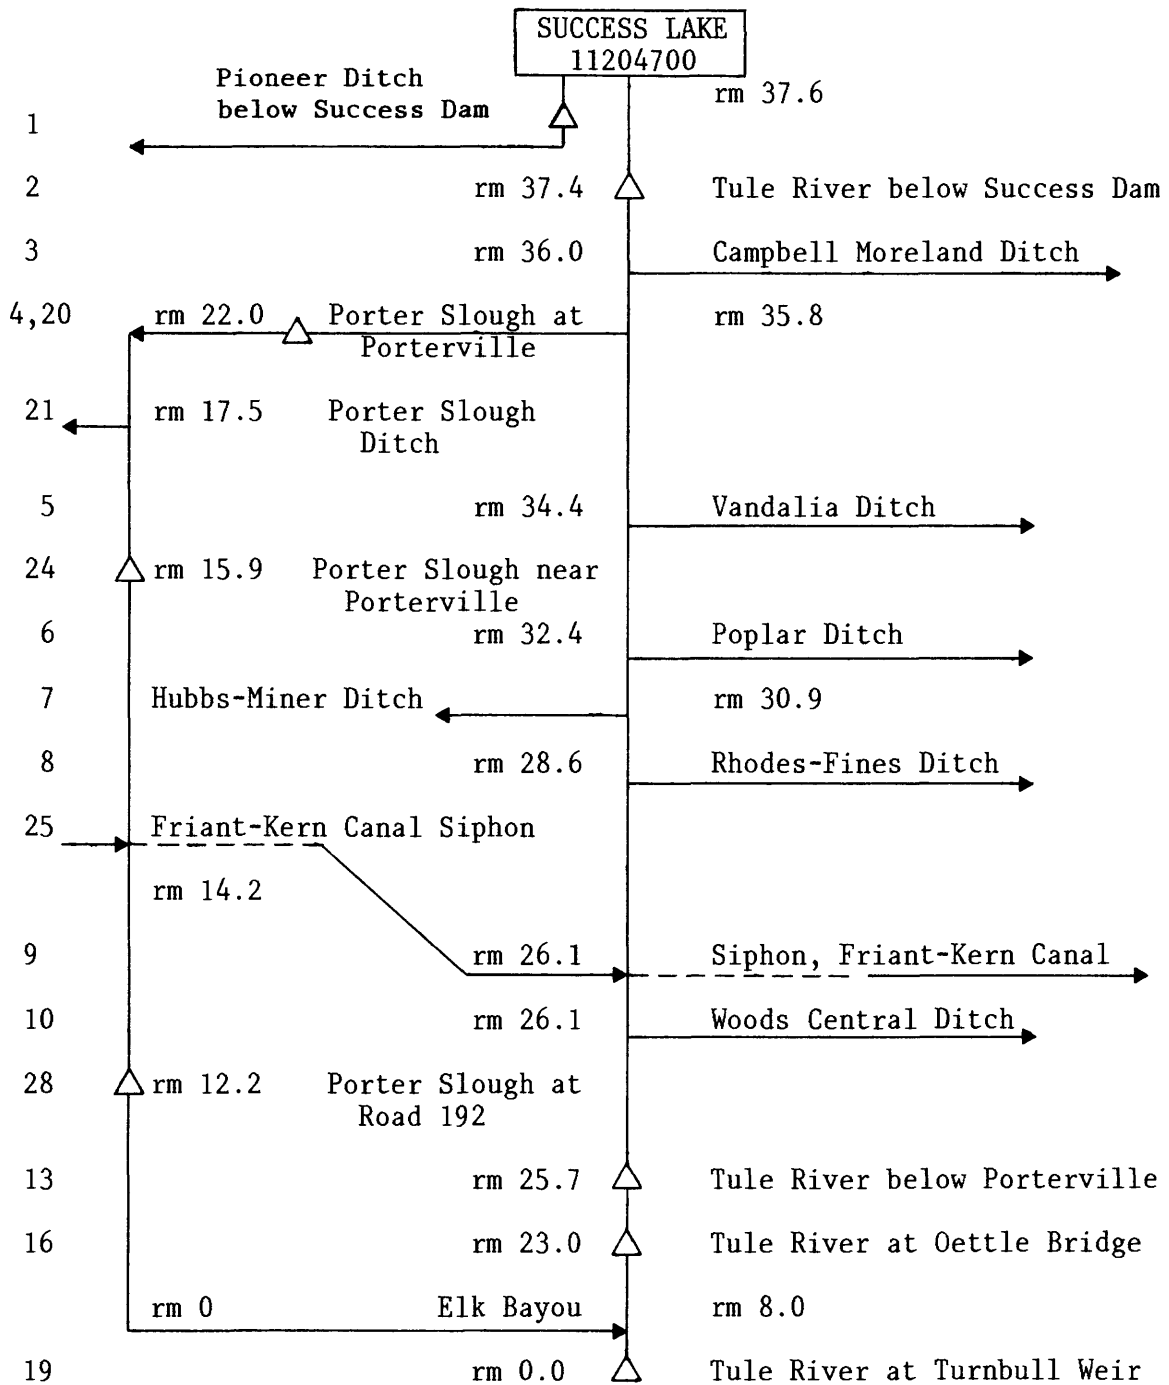 SUCCESS LAKE
11204700
Pioneer Ditch
below Success Dam
rm 37.6
1
2 rm 37.4 Tule River below Success Dam
3 rm 36.0 Campbell Moreland Ditch
4,20 rm 22.0 Porter Slough at rm 35.8
Porterville
21 rm 17.5 Porter Slough
Ditch
5 rm 34.4 Vandalia Ditch
24 rm 15.9 Porter Slough near
Porterville
6 rm 32.4 Poplar Ditch
7 Hubbs-Miner Ditch rm 30.9
8 rm 28.6 Rhodes-Fines Ditch
25 Friant-Kern Canal Siphon
rm 14.2
9 rm 26.1 Siphon, Friant-Kern Canal
10 rm 26.1 Woods Central Ditch
28 rm 12.2 Porter Slough at
Road 192
13 rm 25.7 Tule River below Porterville
16 rm 23.0 Tule River at Oettle Bridge
rm 0 Elk Bayou rm 8.0
19 rm 0.0 Tule River at Turnbull Weir